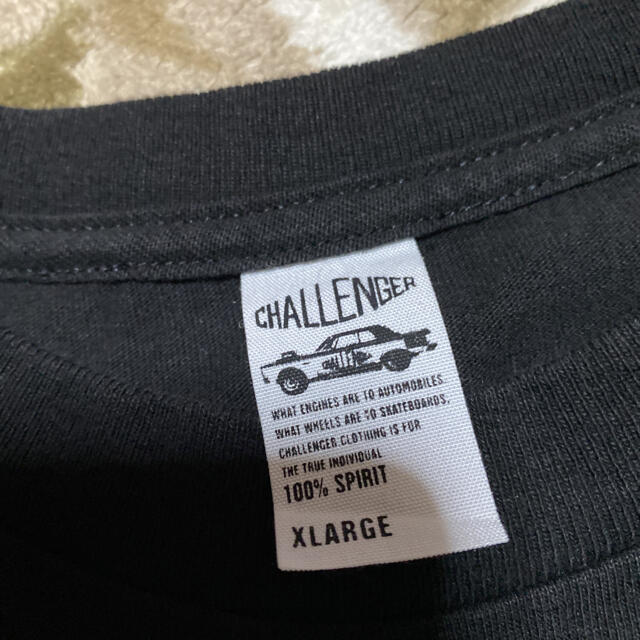 CHALLENGER
WHAT ENGINES ARE TO AUTOMOBILES.
WHAT WHEELS ARE TO SKATEBOARDS.
CHALLENGER CLOTHING IS FOR
THE TRUE INDIVIDUAL
100% SPIRIT
XLARGE